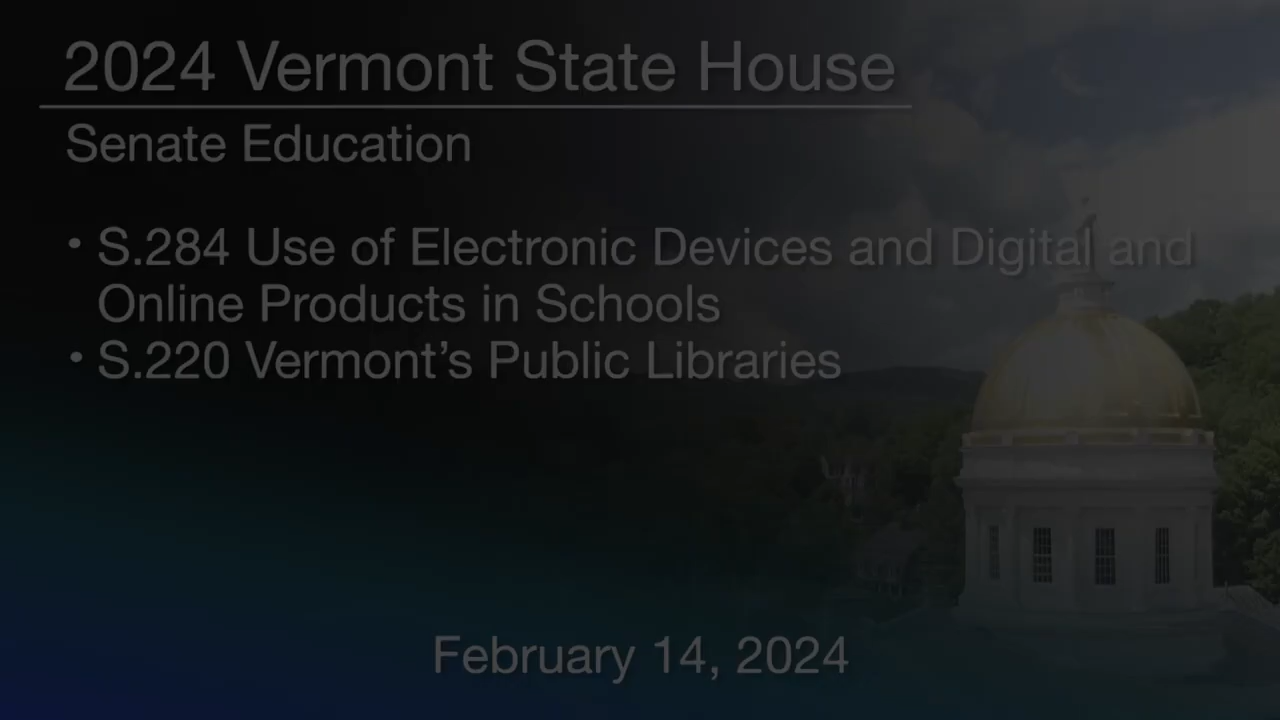 2024 Vermont State House
Senate Education
• S.284 Use of Electronic Devices and Digital and
Online Products in Schools
• S.220 Vermont’s Public Libraries
February 14, 2024